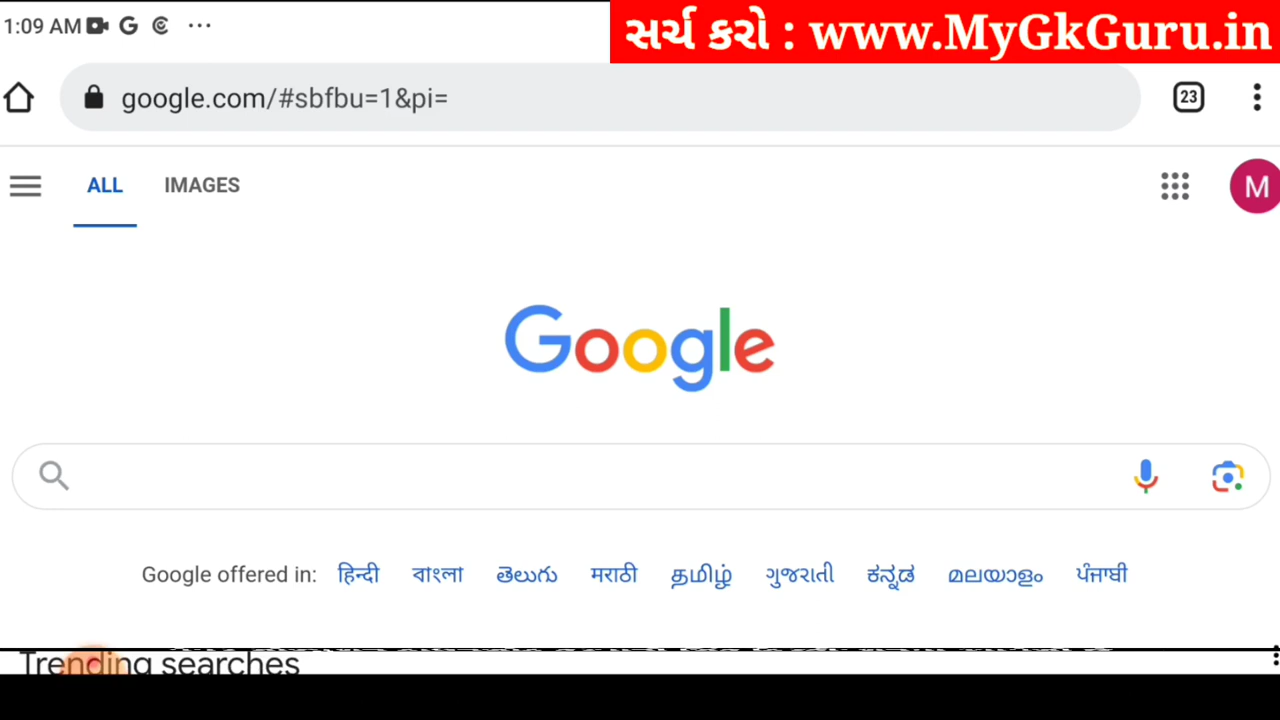 1:09 AM
સર્ચ કરો : www.MyGkGuru.in
google.com/#sbfbu=1&pi=
23
ALL IMAGES
M
Google
Google offered in: हिन्दी বাংলা తెలుగు मराठी தமிழ் ગુજરાતી ಕನ್ನಡ മലയാളം ਪੰਜਾਬੀ
Trending searches